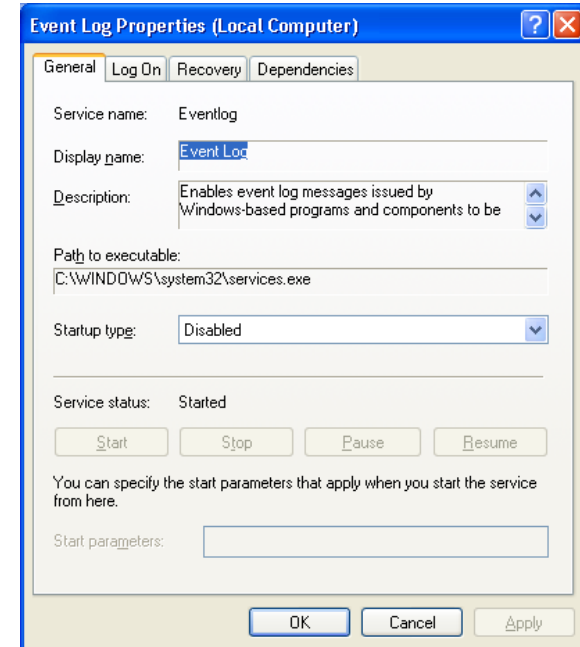 Event Log Properties (Local Computer)
General Log On Recovery Dependencies
Service name: Eventlog
Display name: Event Log
Description: Enables event log messages issued by
Windows-based programs and components to be
Path to executable:
C:\WINDOWS\system32\services.exe
Startup type: Disabled
Service status: Started
Start Stop Pause Resume
You can specify the start parameters that apply when you start the service
from here.
Start parameters:
OK Cancel Apply